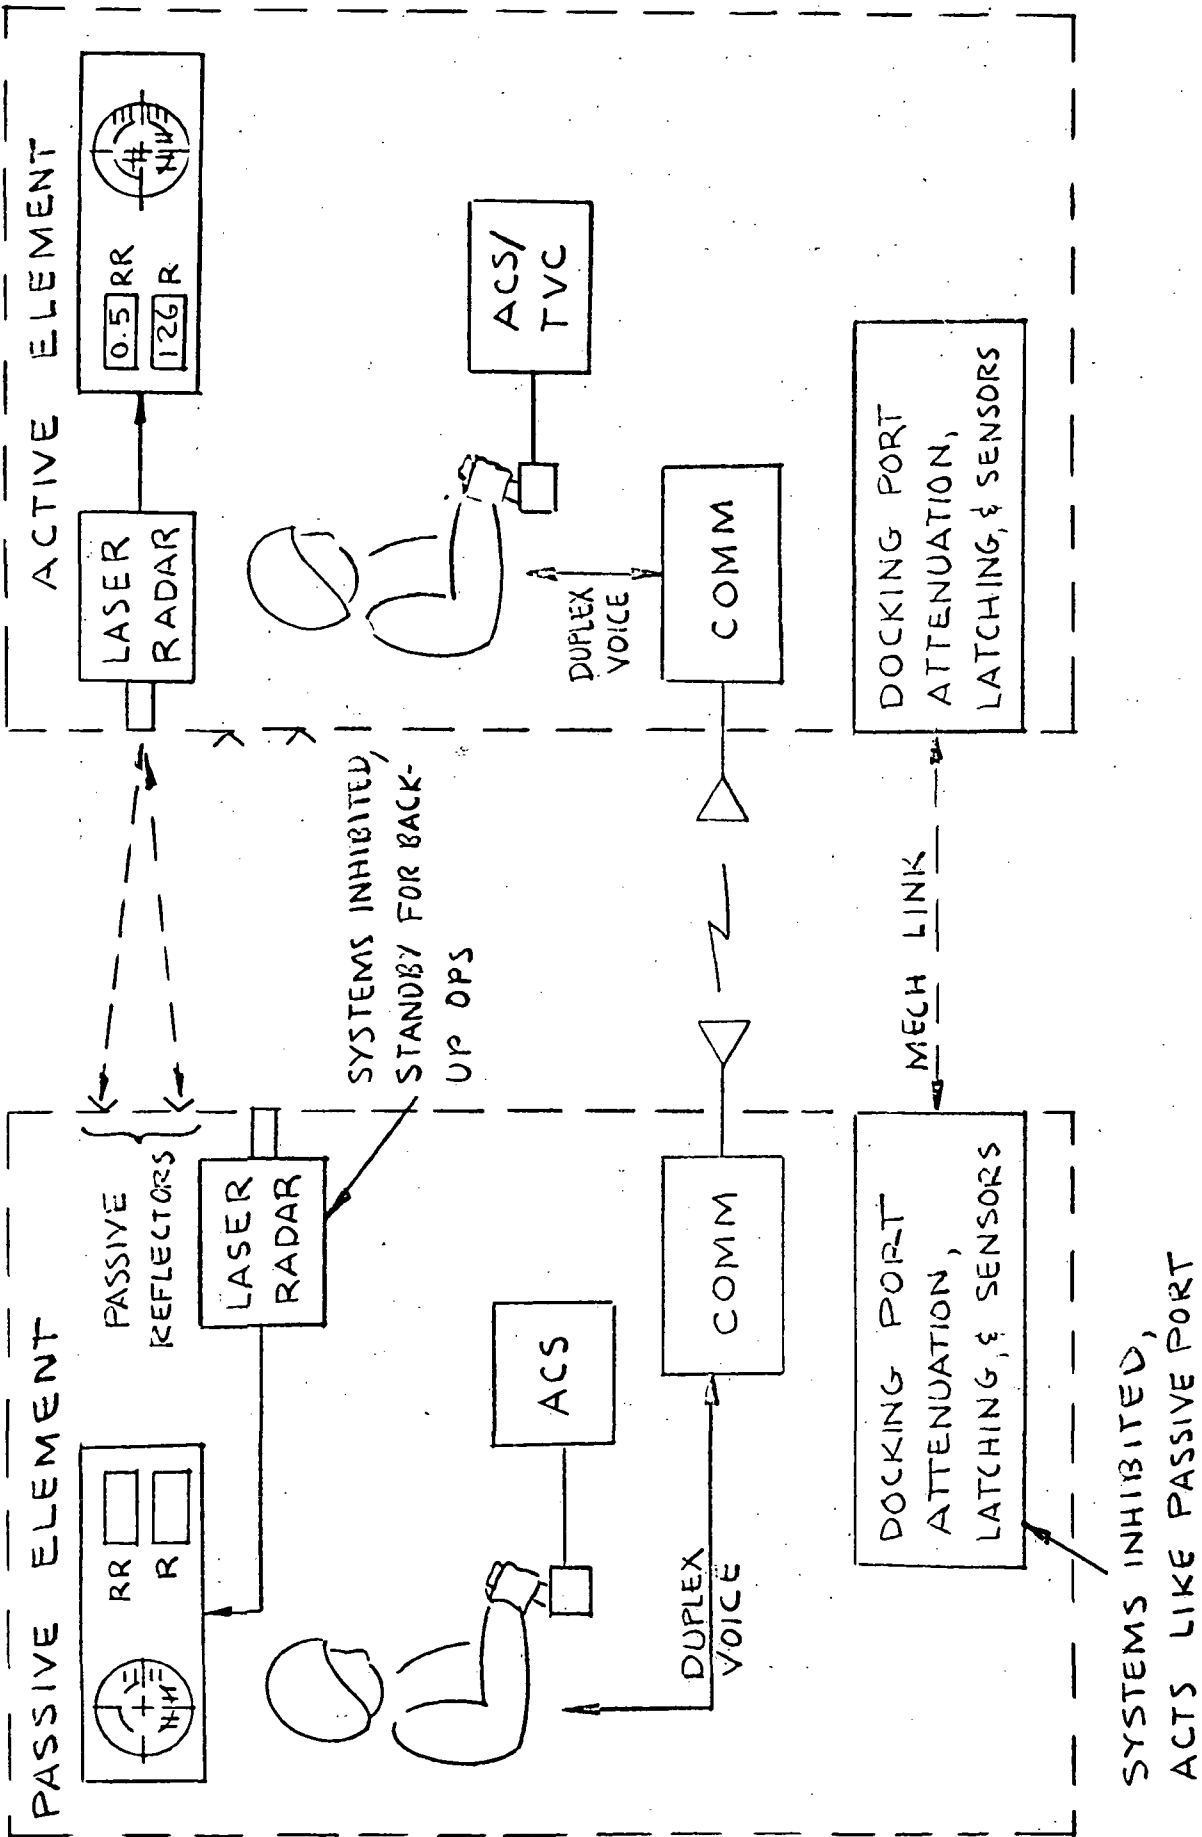 PASSIVE ELEMENT
RR
R
PASSIVE
REFLECTORS
LASER
RADAR
SYSTEMS INHIBITED,
STANDBY FOR BACK-
UP OPS
ACS
DUPLEX
VOICE
COMM
DOCKING PORT
ATTENUATION,
LATCHING, & SENSORS
SYSTEMS INHIBITED,
ACTS LIKE PASSIVE PORT
MECH LINK
ACTIVE ELEMENT
LASER
RADAR
0.5 RR
126 R
ACS/
TVC
DUPLEX
VOICE
COMM
DOCKING PORT
ATTENUATION,
LATCHING, & SENSORS